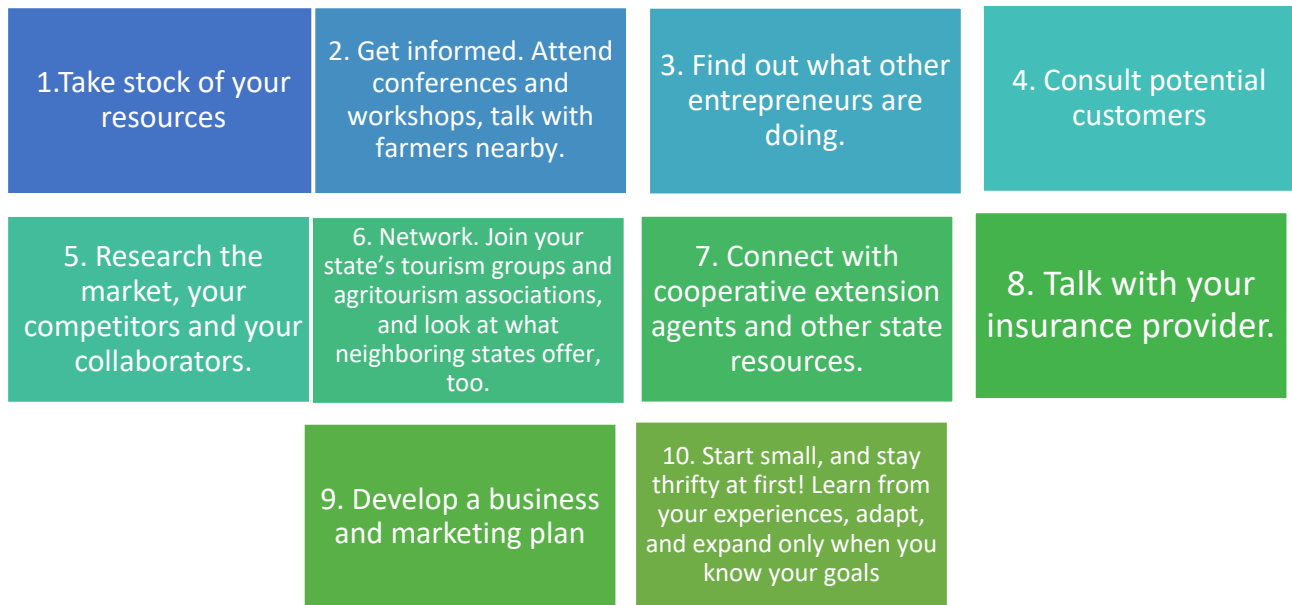 1.Take stock of your
resources
2. Get informed. Attend
conferences and
workshops, talk with
farmers nearby.
3. Find out what other
entrepreneurs are
doing.
4. Consult potential
customers
5. Research the
market, your
competitors and your
collaborators.
6. Network. Join your
state’s tourism groups and
agritourism associations,
and look at what
neighboring states offer,
too.
7. Connect with
cooperative extension
agents and other state
resources.
8. Talk with your
insurance provider.
9. Develop a business
and marketing plan
10. Start small, and stay
thrifty at first! Learn from
your experiences, adapt,
and expand only when you
know your goals